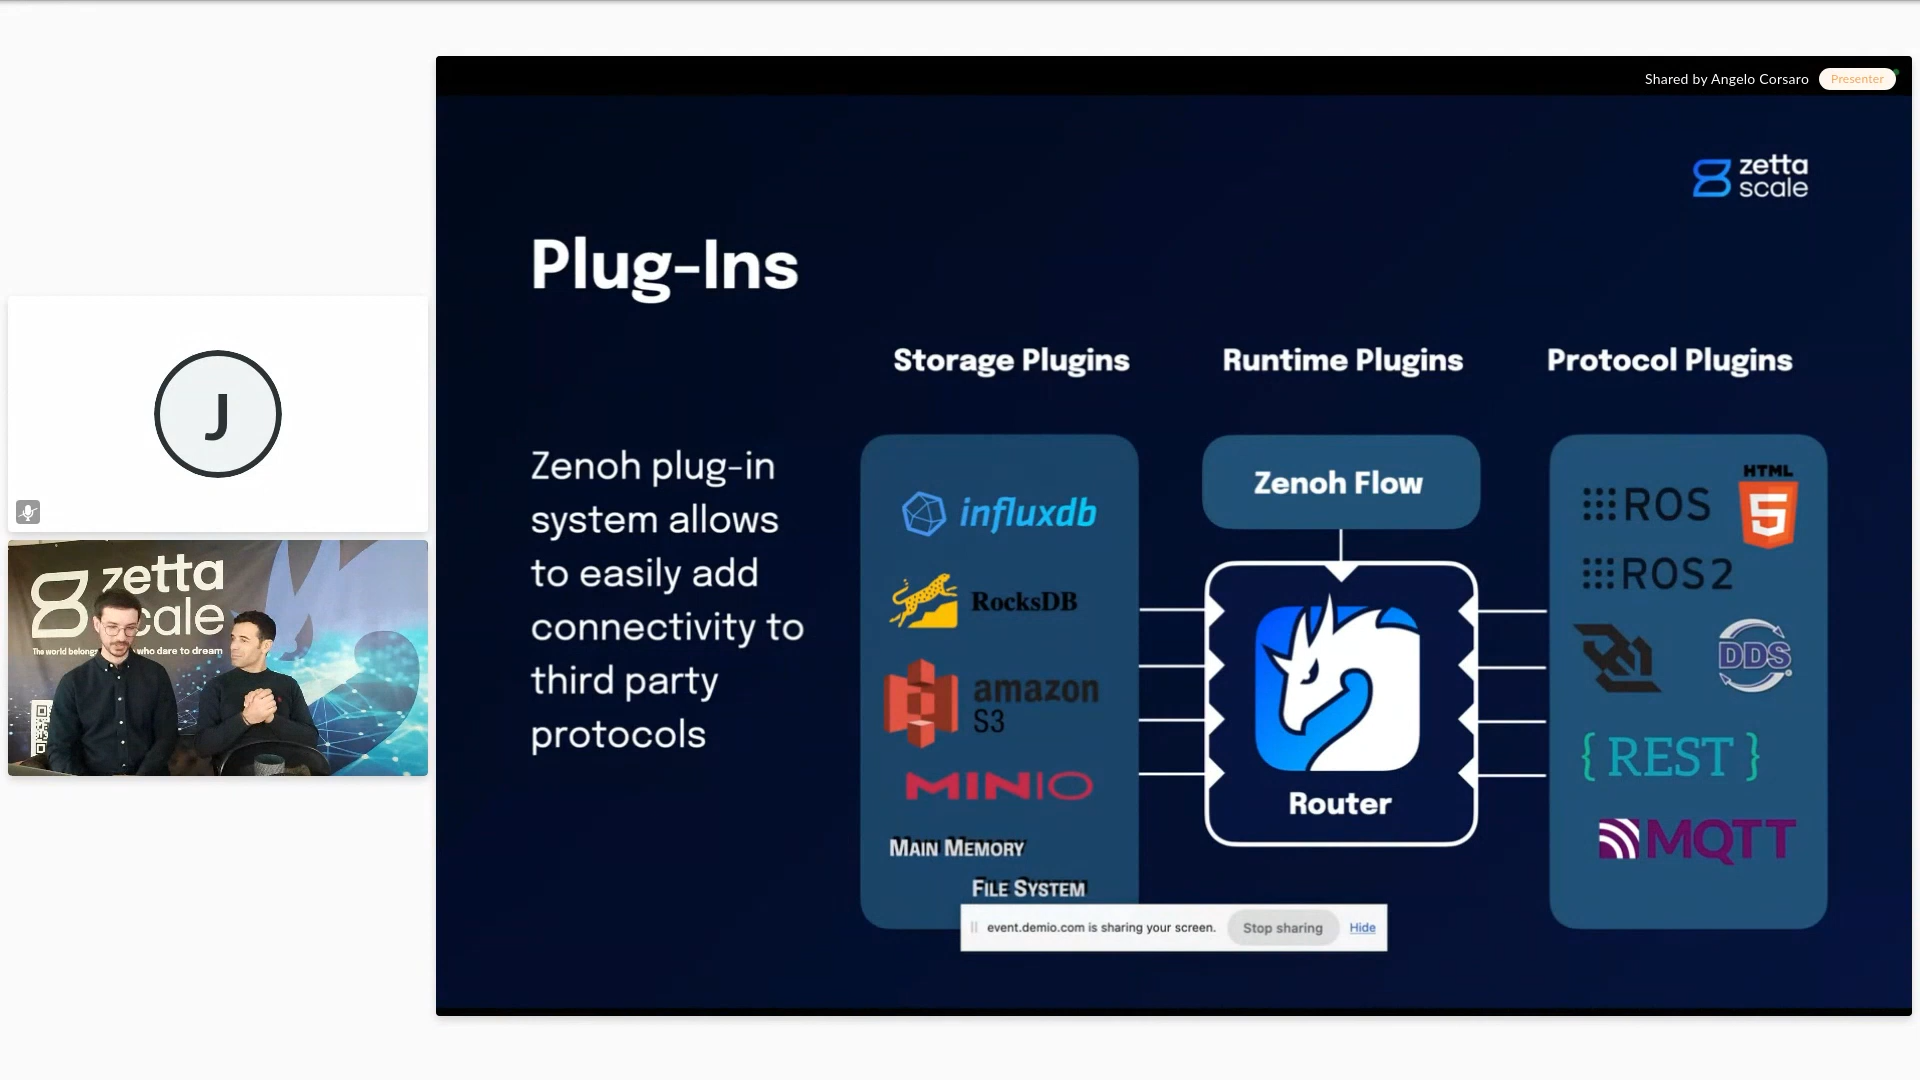 Shared by Angelo Corsaro
Presenter
zetta
scale
Plug-Ins
Storage Plugins
Runtime Plugins
Protocol Plugins
Zenoh plug-in
system allows
to easily add
connectivity to
third party
protocols
influxdb
RocksDB
amazon
S3
MINIO
MAIN MEMORY
FILE SYSTEM
Zenoh Flow
Router
ROS
HTML
5
ROS2
DDS
{ REST }
MQTT
event.demio.com is sharing your screen.
Stop sharing
Hide
J
zetta
scale
The world belongs who dare to dream